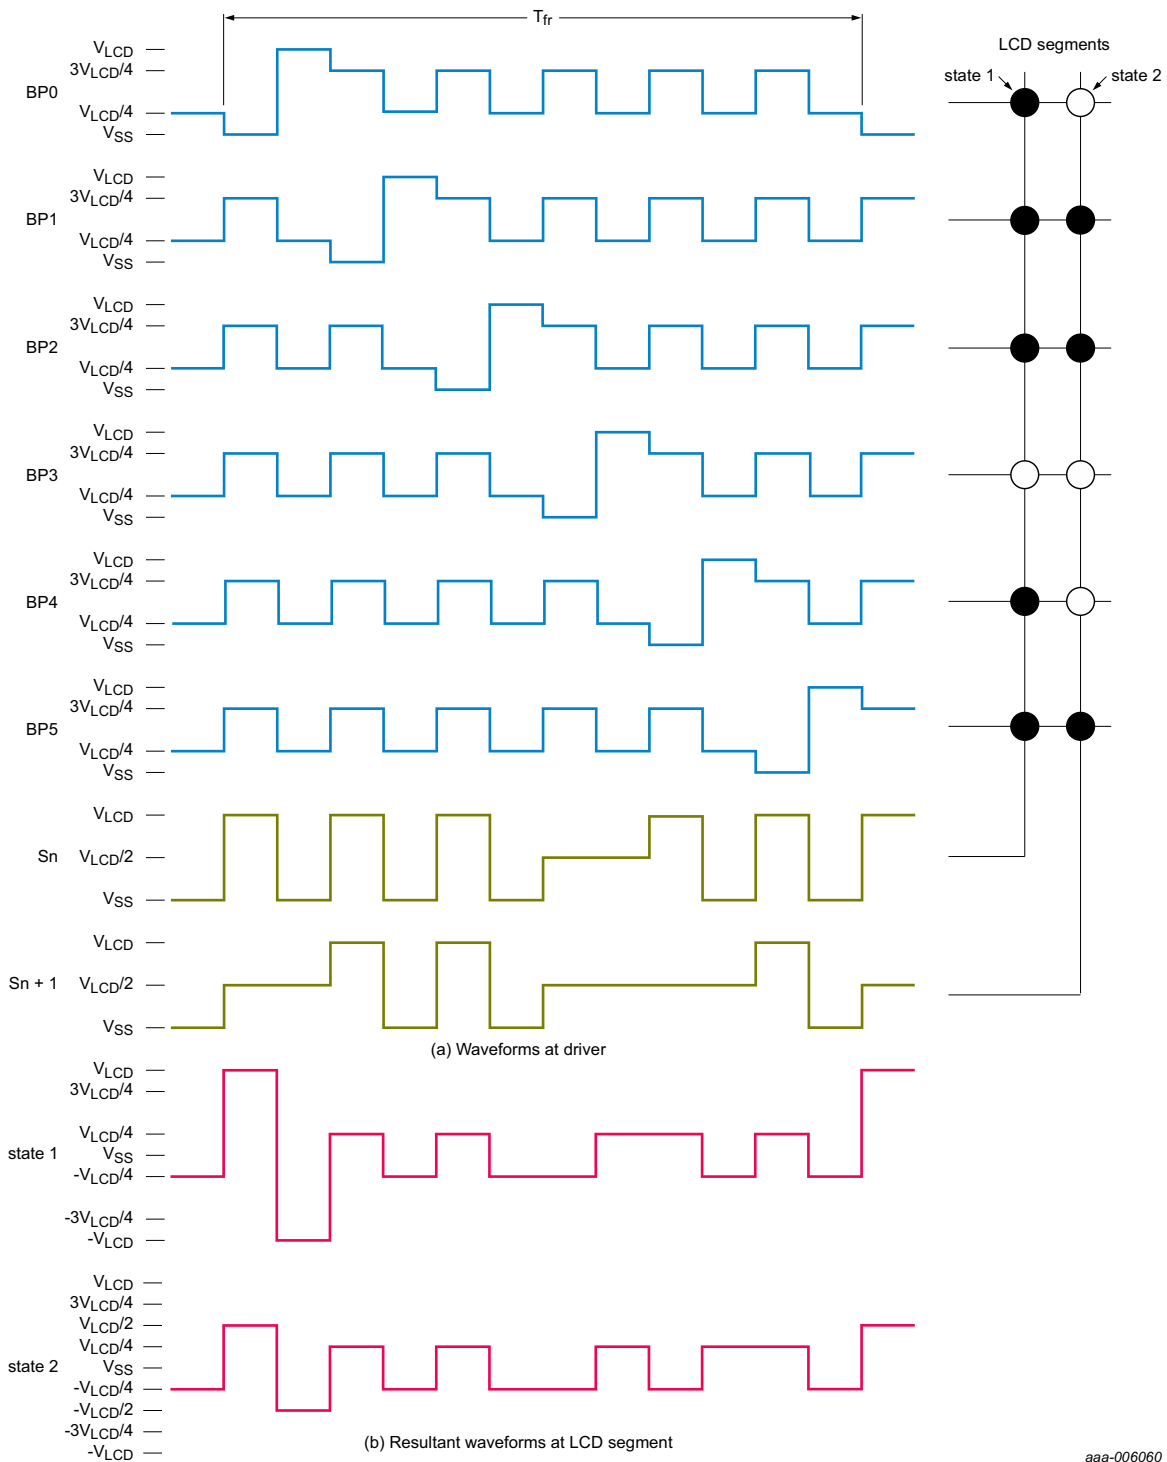 Tfr
LCD segments
state 1
state 2
BP0
VLCD
3VLCD/4
VLCD/4
VSS
BP1
VLCD
3VLCD/4
VLCD/4
VSS
BP2
VLCD
3VLCD/4
VLCD/4
VSS
BP3
VLCD
3VLCD/4
VLCD/4
VSS
BP4
VLCD
3VLCD/4
VLCD/4
VSS
BP5
VLCD
3VLCD/4
VLCD/4
VSS
Sn
VLCD
VLCD/2
VSS
Sn + 1
VLCD
VLCD/2
VSS
(a) Waveforms at driver
state 1
VLCD
3VLCD/4
VLCD/4
VSS
-VLCD/4
-3VLCD/4
-VLCD
state 2
VLCD
3VLCD/4
VLCD/2
VLCD/4
VSS
-VLCD/4
-VLCD/2
-3VLCD/4
-VLCD
(b) Resultant waveforms at LCD segment
aaa-006060